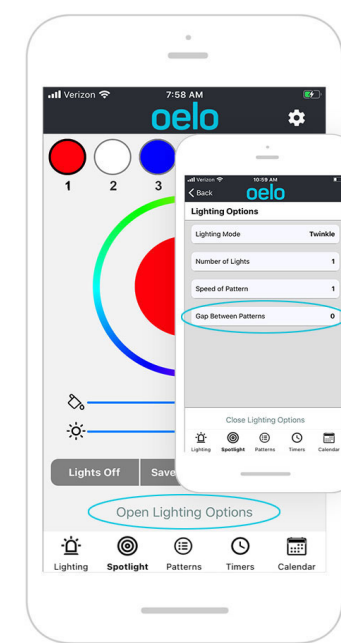 Verizon 7:58 AM
oelo
1 2 3
Lights Off Save
Open Lighting Options
Lighting Spotlight Patterns Timers Calendar
Verizon 10:59 AM
Back oelo
Lighting Options
Lighting Mode Twinkle
Number of Lights 1
Speed of Pattern 1
Gap Between Patterns 0
Close Lighting Options
Lighting Spotlight Patterns Timers Calendar